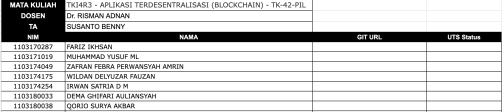 MATA KULIAH TKI4R3 - APLIKASI TERDESENTRALISASI (BLOCKCHAIN) - TK-42-PIL
DOSEN Dr. RISMAN ADNAN
TA SUSANTO BENNY
NIM NAMA GIT URL UTS Status
1103170287 FARIZ IKHSAN
1103171019 MUHAMMAD YUSUF ML
1103174049 ZAFRAN FEBRA PERWANSYAH AMRIN
1103174175 WILDAN DELYUZAR FAUZAN
1103174254 IRWAN SATRIA D M
1103180033 DEMA GHIFARI AULIANSYAH
1103180038 QORIO SURYA AKBAR